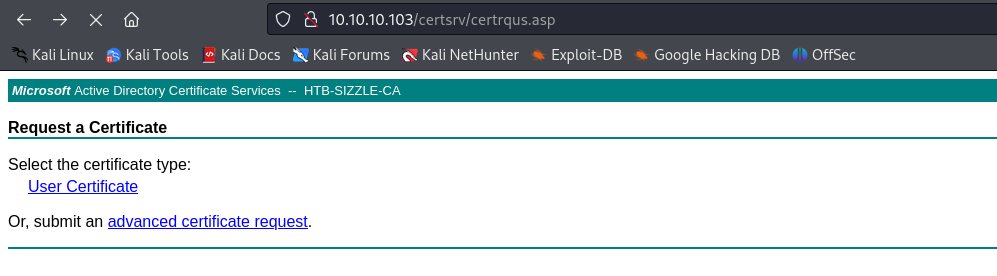 10.10.10.103/certsrv/certrqus.asp
Kali Linux Kali Tools Kali Docs Kali Forums Kali NetHunter Exploit-DB Google Hacking DB OffSec
Microsoft Active Directory Certificate Services -- HTB-SIZZLE-CA
Request a Certificate
Select the certificate type:
User Certificate
Or, submit an advanced certificate request.